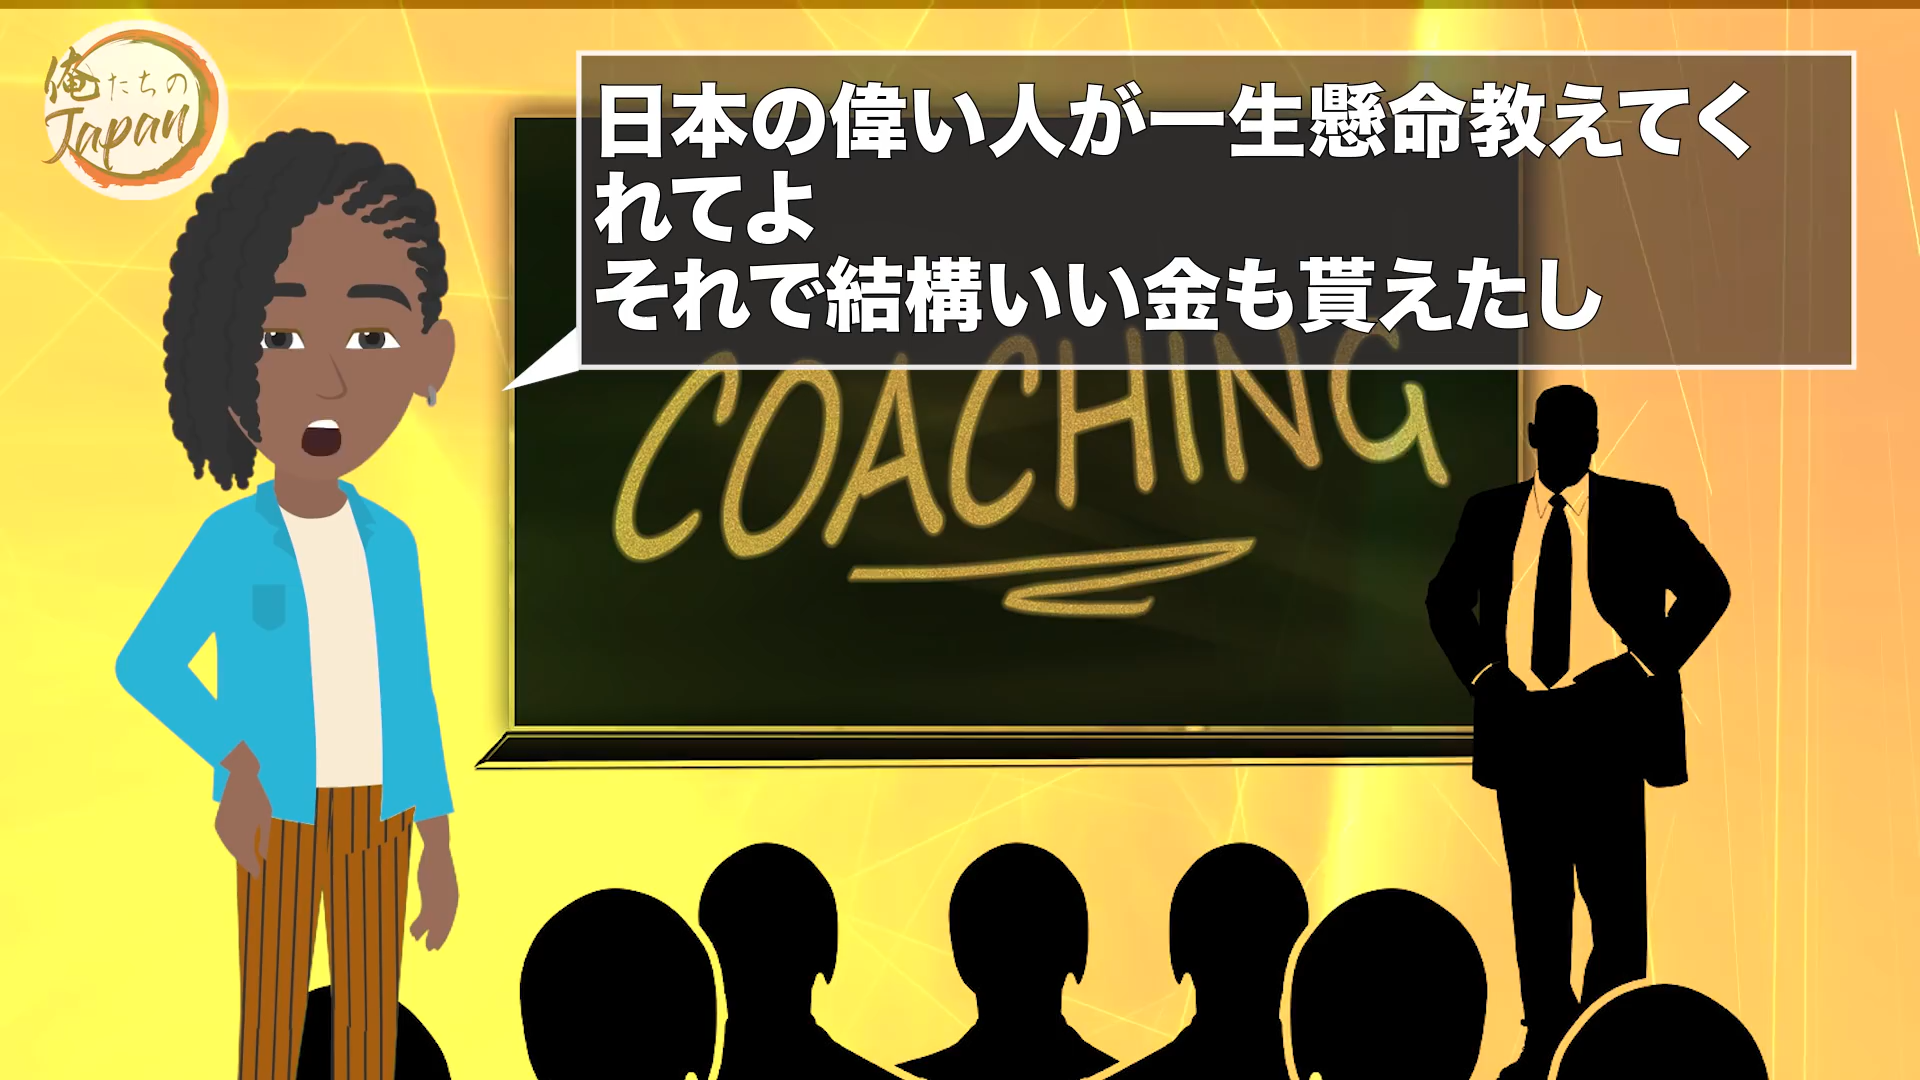 俺たちの
Japan
日本の偉い人が一生懸命教えてく
れてよ
それで結構いい金も貰えたし
COACHING